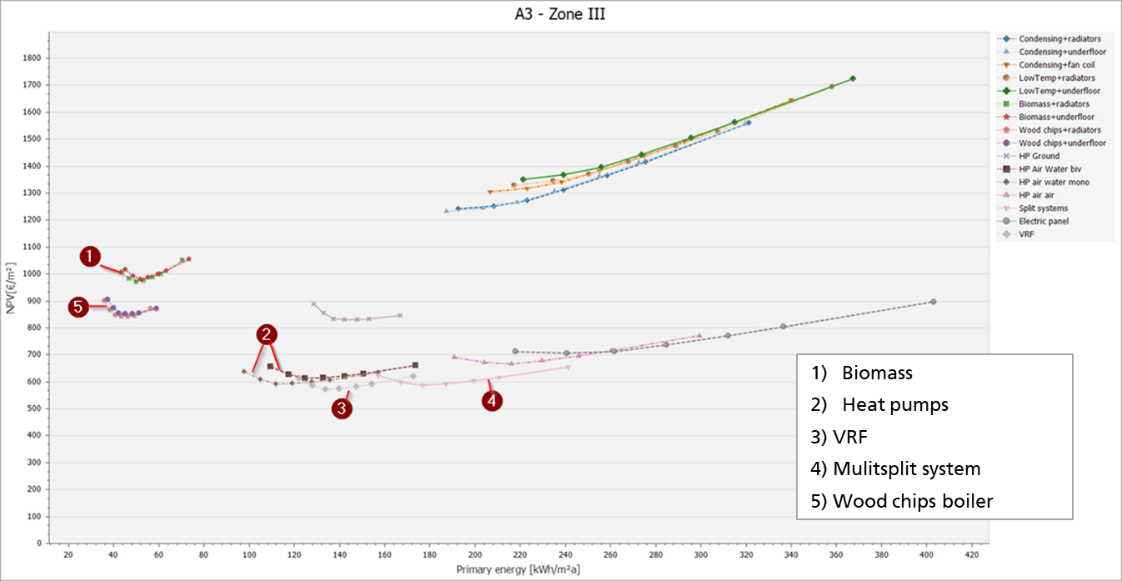 A3 - Zone III
NPV[€/m²]
1800
1700
1600
1500
1400
1300
1200
1100
1000
900
800
700
600
500
400
300
200
100
0
20 40 60 80 100 120 140 160 180 200 220 240 260 280 300 320 340 360 380 400 420
Primary energy [kWh/m²a]
Condensing+radiators
Condensing+underfloor
Condensing+fan coil
LowTemp+radiators
LowTemp+underfloor
Biomass+radiators
Biomass+underfloor
Wood chips+radiators
Wood chips+underfloor
HP Ground
HP Air Water biv
HP air water mono
HP air air
Split systems
Electric panel
VRF
1
5
2
3
4
1) Biomass
2) Heat pumps
3) VRF
4) Mulitsplit system
5) Wood chips boiler